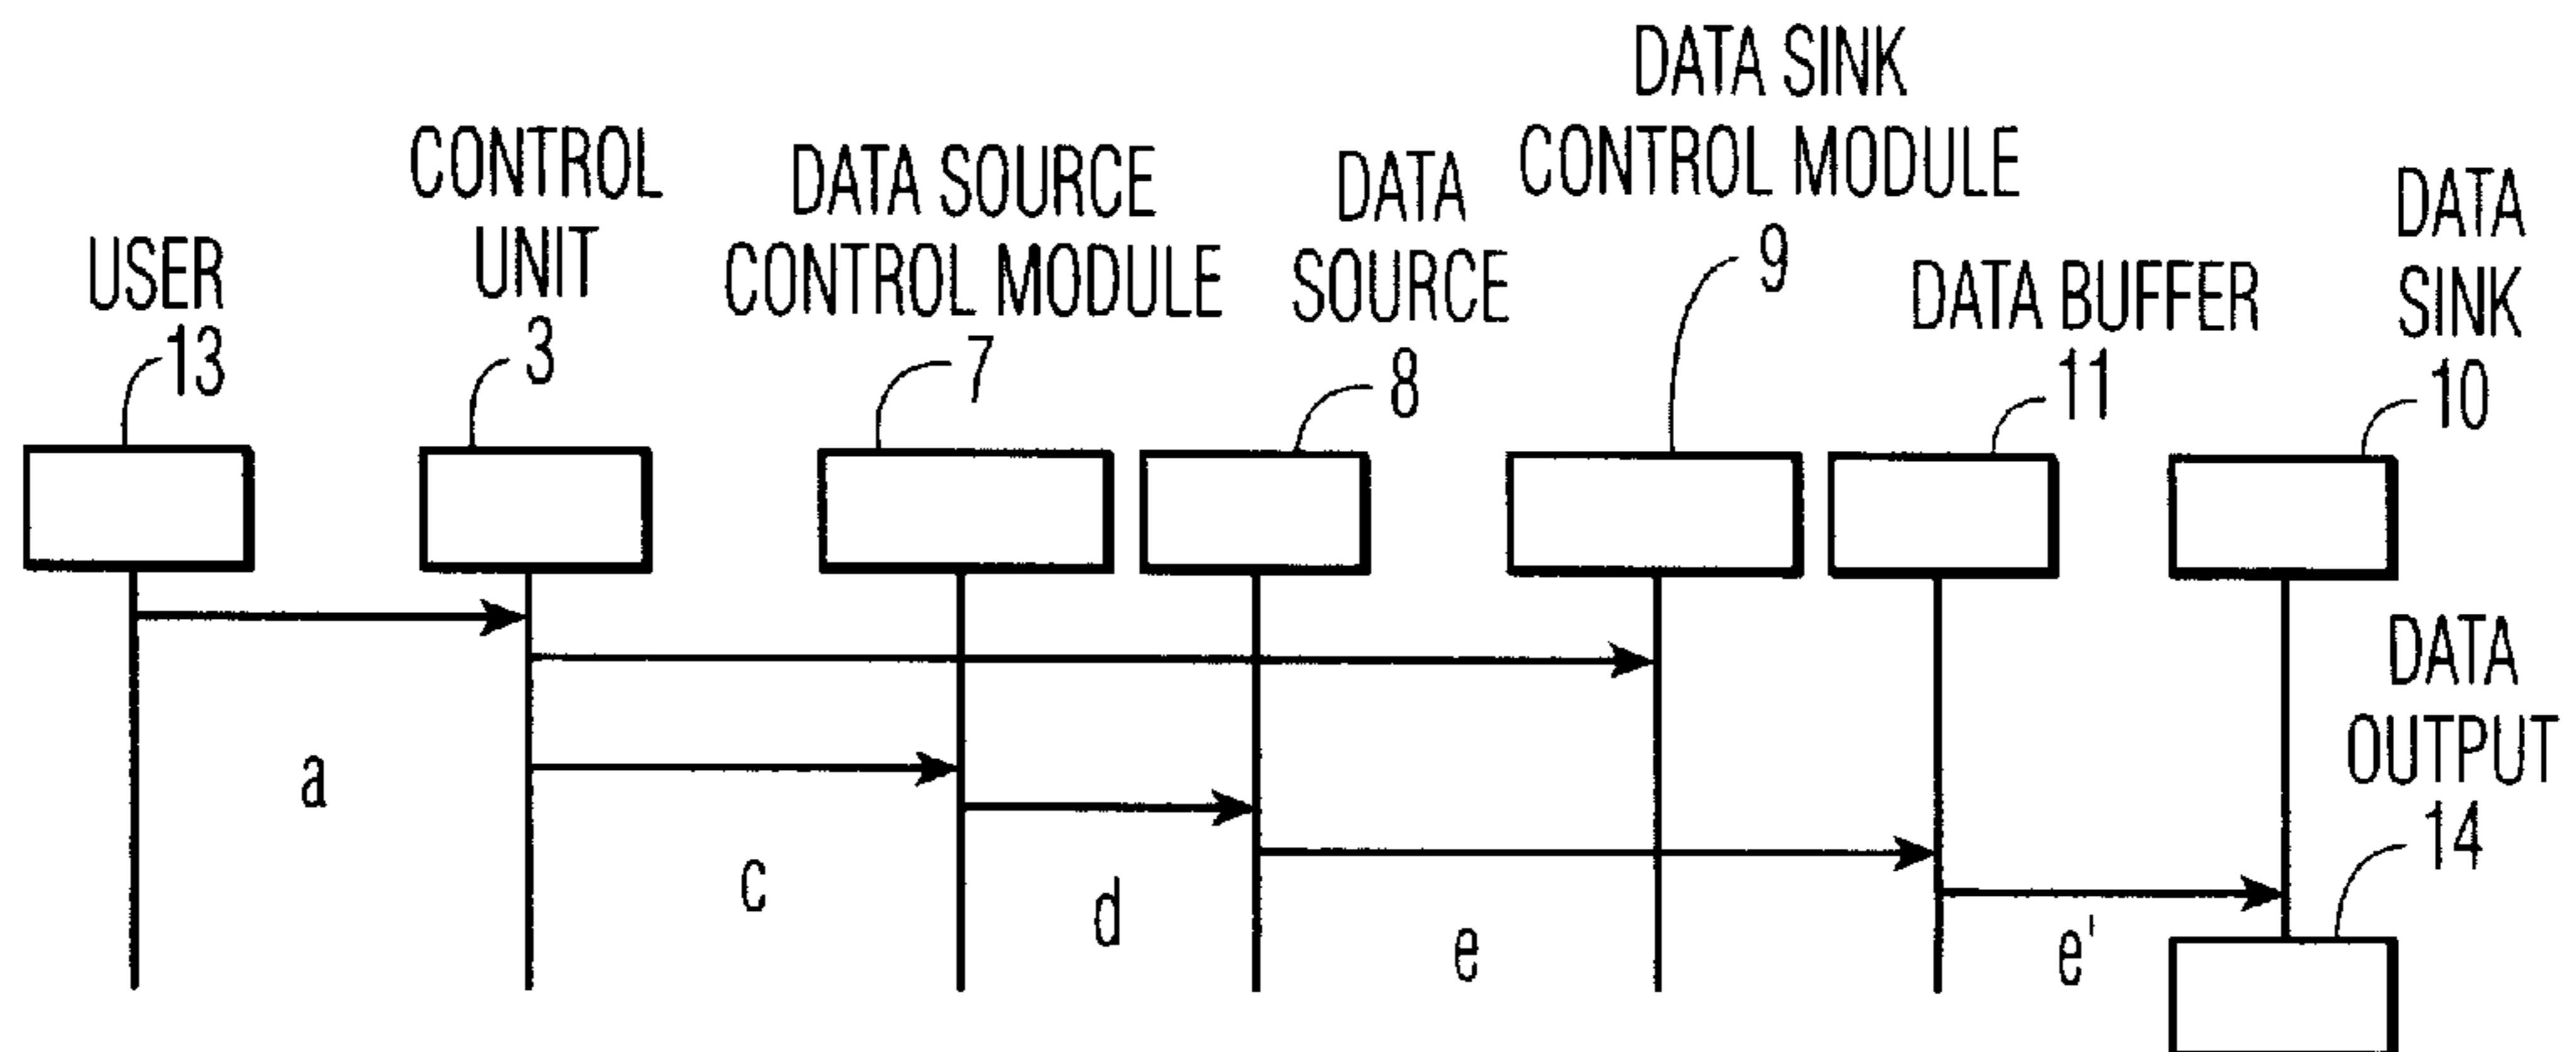 USER
13
CONTROL
UNIT
3
DATA SOURCE
CONTROL MODULE
7
DATA
SOURCE
8
DATA SINK
CONTROL MODULE
9
DATA BUFFER
11
DATA
SINK
10
DATA
OUTPUT
14
a
c
d
e
e'